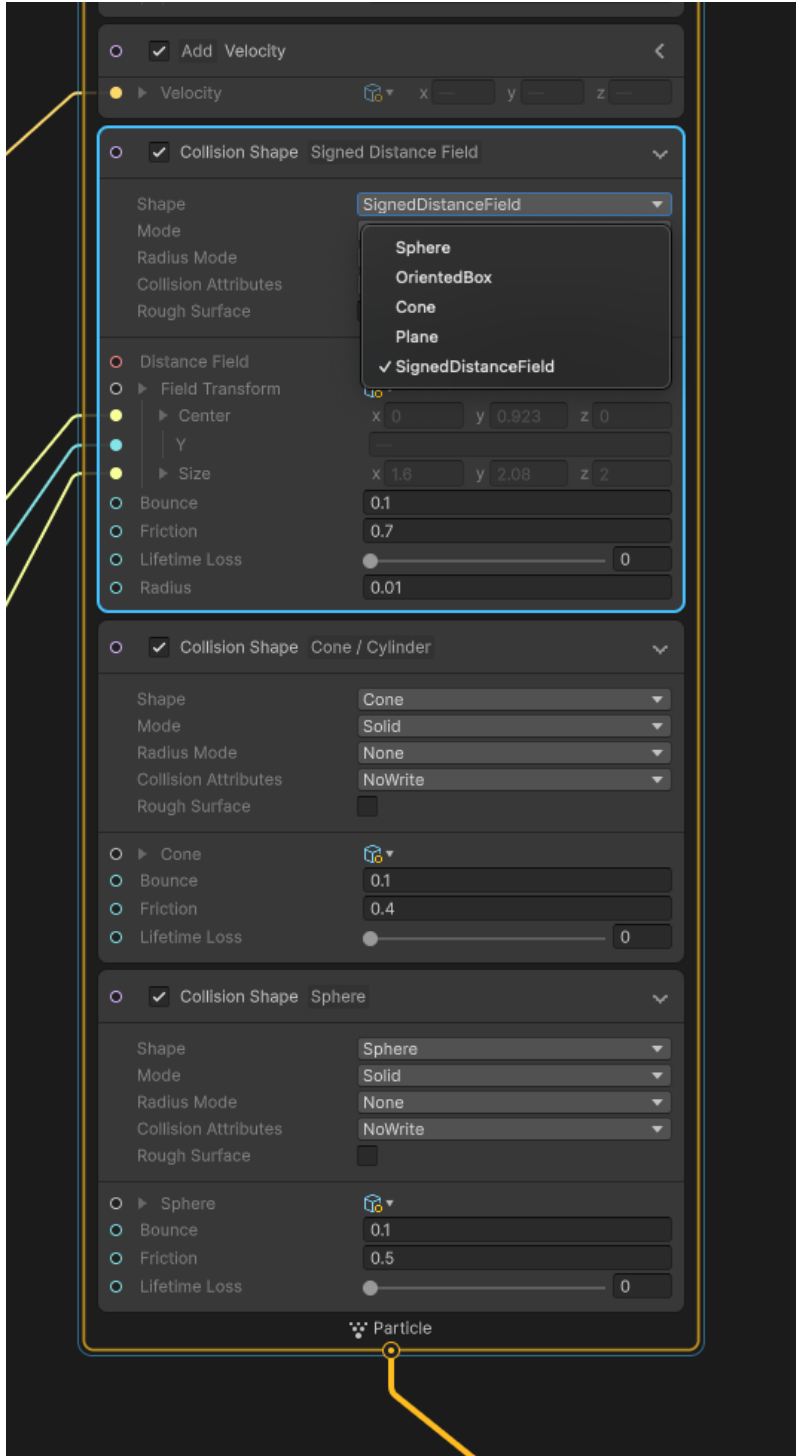 Add Velocity
Velocity x — y — z —
Collision Shape Signed Distance Field
Shape SignedDistanceField
Mode
Radius Mode
Collision Attributes
Rough Surface
Sphere
OrientedBox
Cone
Plane
✓ SignedDistanceField
Distance Field
Field Transform
Center x 0 y 0.923 z 0
Y —
Size x 1.6 y 2.08 z 2
Bounce 0.1
Friction 0.7
Lifetime Loss 0
Radius 0.01
Collision Shape Cone / Cylinder
Shape Cone
Mode Solid
Radius Mode None
Collision Attributes NoWrite
Rough Surface
Cone
Bounce 0.1
Friction 0.4
Lifetime Loss 0
Collision Shape Sphere
Shape Sphere
Mode Solid
Radius Mode None
Collision Attributes NoWrite
Rough Surface
Sphere
Bounce 0.1
Friction 0.5
Lifetime Loss 0
Particle